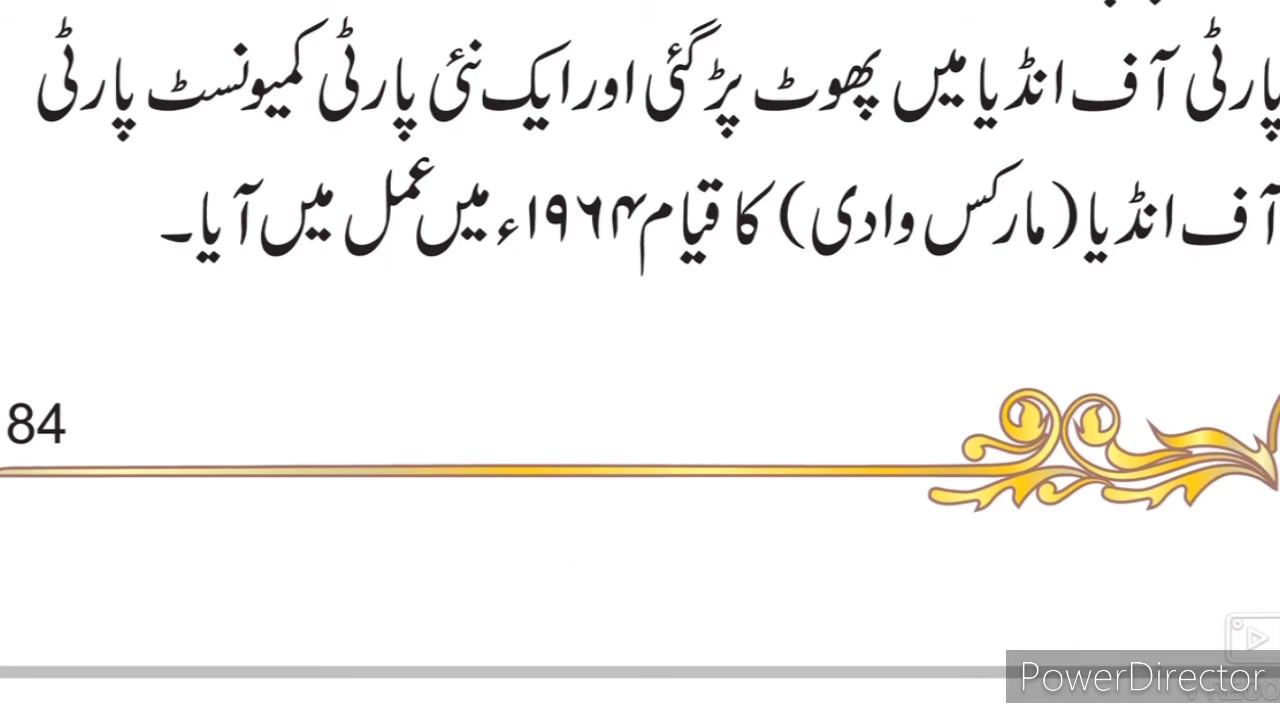 پارٹی آف انڈیا میں پھوٹ پڑ گئی اور ایک نئی پارٹی کمیونسٹ پارٹی
آف انڈیا (مارکس وادی) کا قیام ۱۹۶۴ء میں عمل میں آیا۔
84
PowerDirector